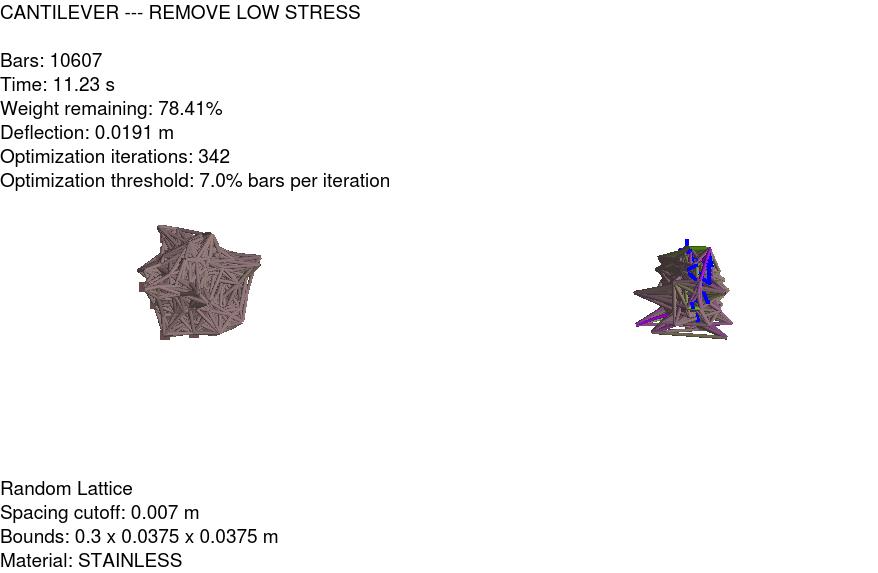 CANTILEVER --- REMOVE LOW STRESS
Bars: 10607
Time: 11.23 s
Weight remaining: 78.41%
Deflection: 0.0191 m
Optimization iterations: 342
Optimization threshold: 7.0% bars per iteration
Random Lattice
Spacing cutoff: 0.007 m
Bounds: 0.3 x 0.0375 x 0.0375 m
Material: STAINLESS